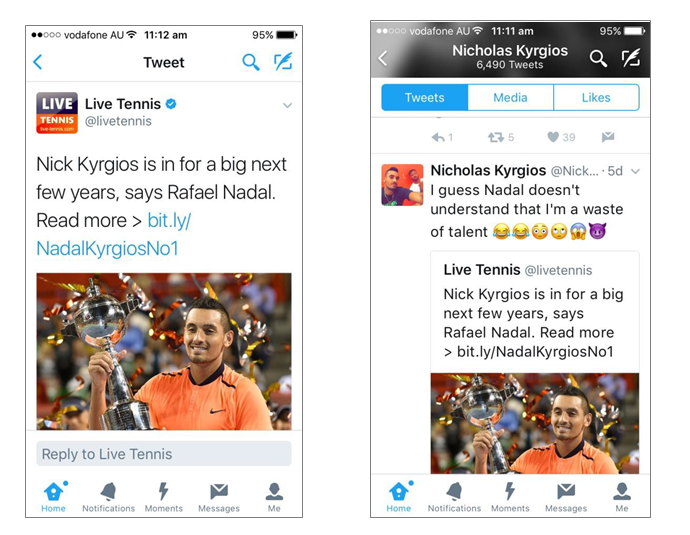 ●●○○○ vodafone AU 11:12 am 95%
Tweet
LIVE
TENNIS
live-tennis.com
Live Tennis
@livetennis
Nick Kyrgios is in for a big next
few years, says Rafael Nadal.
Read more > bit.ly/
NadalKyrgiosNo1
Reply to Live Tennis
Home Notifications Moments Messages Me
●●○○○ vodafone AU 11:11 am 95%
Nicholas Kyrgios
6,490 Tweets
Tweets Media Likes
1 5 39
Nicholas Kyrgios @Nick... · 5d
I guess Nadal doesn't
understand that I'm a waste
of talent 😂😂😳🙄😱😈
Live Tennis @livetennis
Nick Kyrgios is in for a big
next few years, says
Rafael Nadal. Read more
> bit.ly/NadalKyrgiosNo1
Home Notifications Moments Messages Me